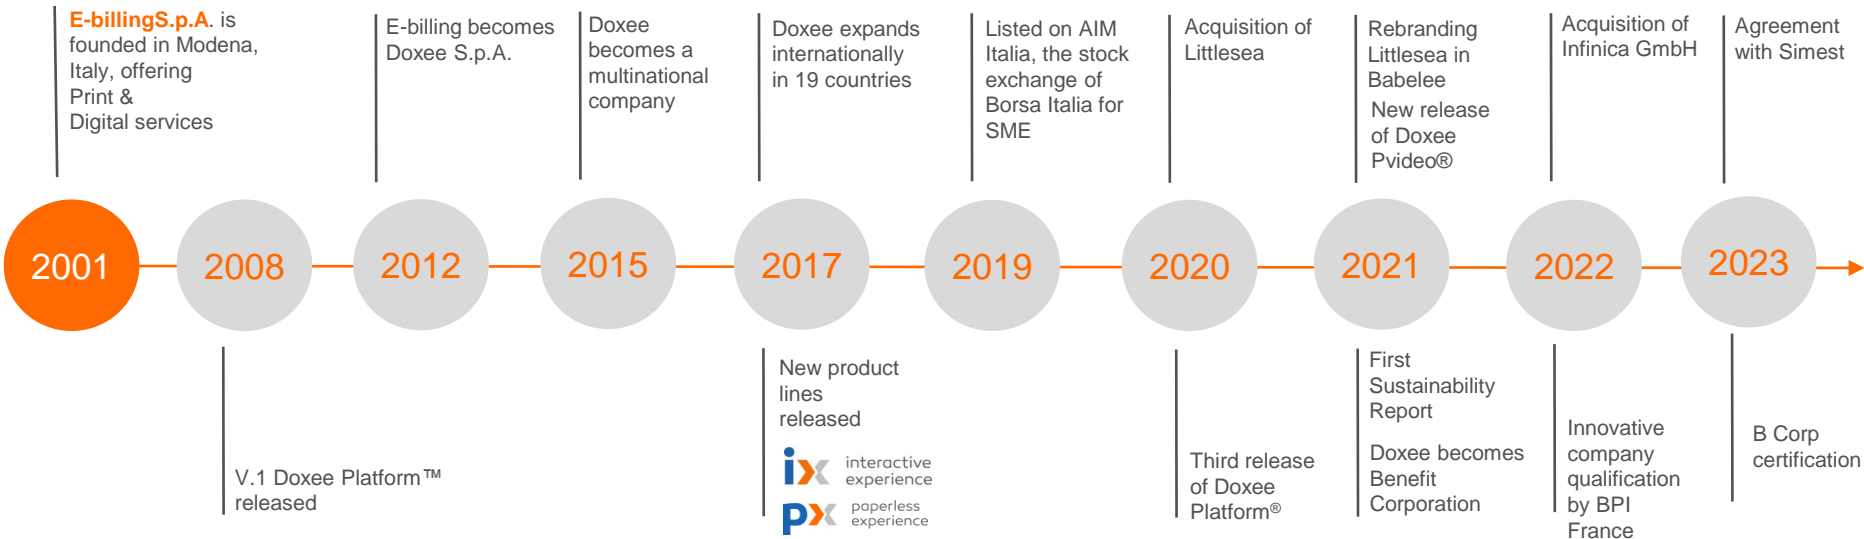 E-billingS.p.A. is
founded in Modena,
Italy, offering
Print &
Digital services
E-billing becomes
Doxee S.p.A.
Doxee
becomes a
multinational
company
Doxee expands
internationally
in 19 countries
Listed on AIM
Italia, the stock
exchange of
Borsa Italia for
SME
Acquisition of
Littlesea
Rebranding
Littlesea in
Babelee
New release
of Doxee
Pvideo®
Acquisition of
Infinica GmbH
Agreement
with Simest
2001
2008
2012
2015
2017
2019
2020
2021
2022
2023
V.1 Doxee Platform™
released
New product
lines
released
ix interactive
experience
px paperless
experience
Third release
of Doxee
Platform®
First
Sustainability
Report
Doxee becomes
Benefit
Corporation
Innovative
company
qualification
by BPI
France
B Corp
certification